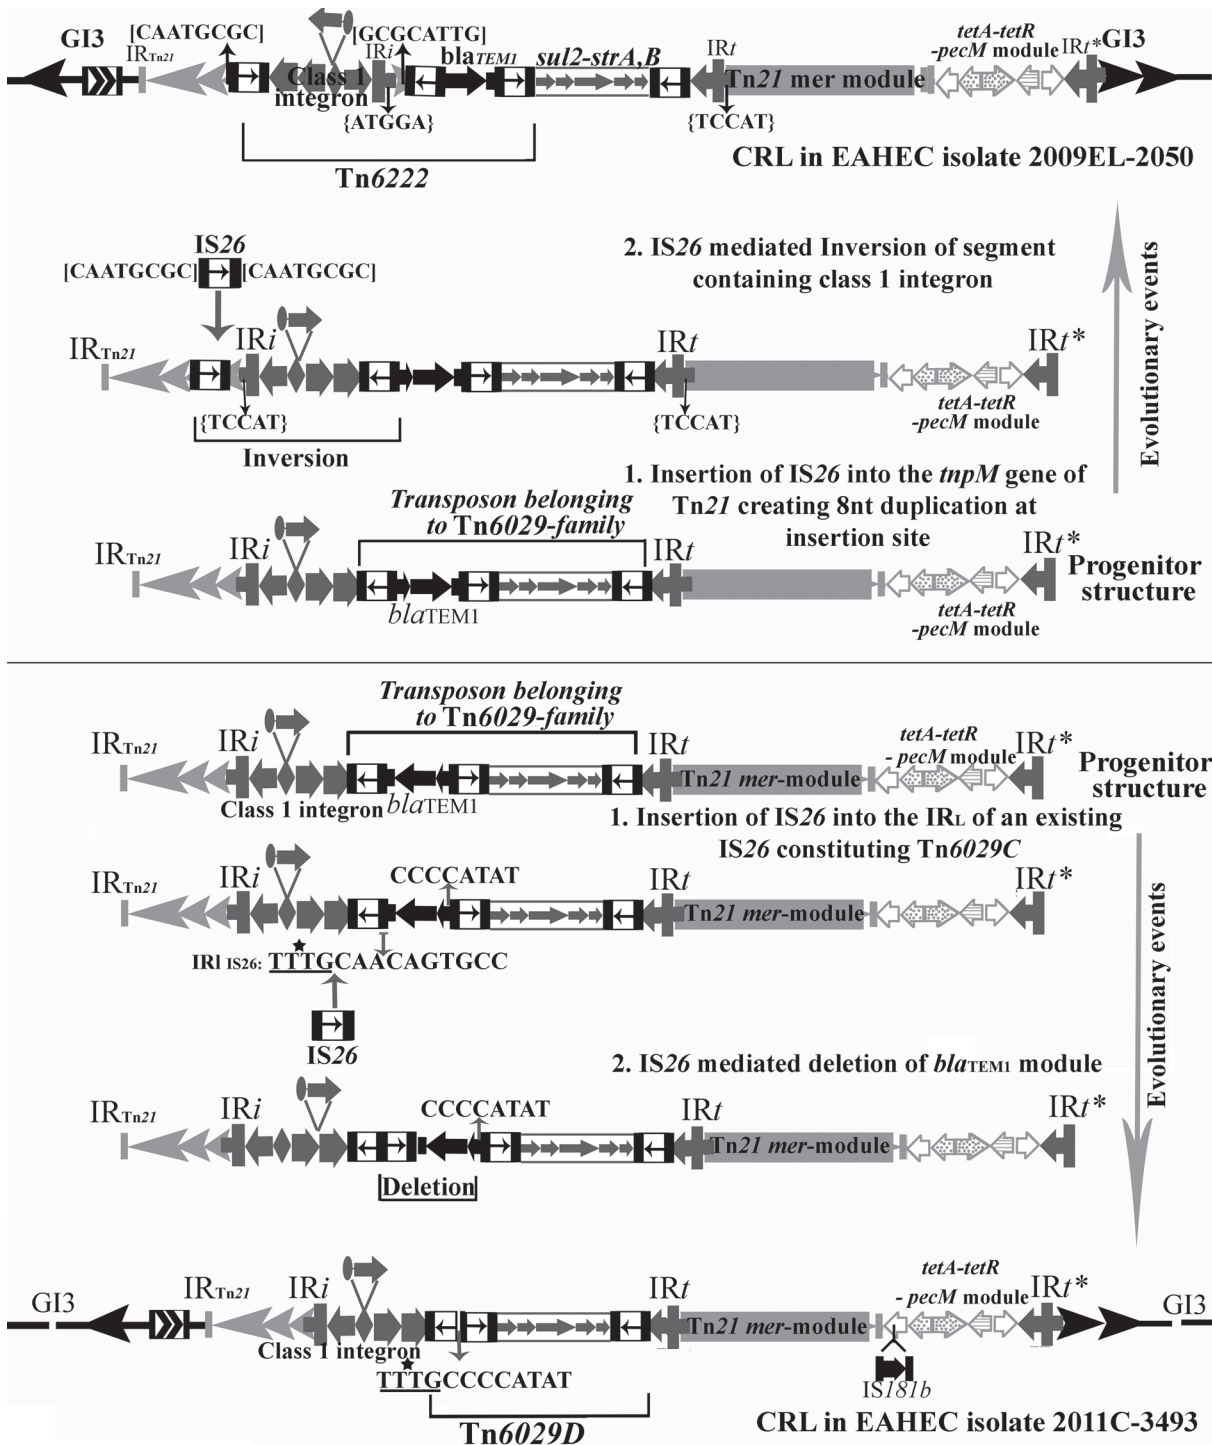 [CAATGCGC]
[GCGCATTG]
tetA-tetR
-pecM module
GI3
IRTn21
IRi
blaTEM1
sul2-strA,B
IRt
IRt*
GI3
Class 1
integron
Tn21 mer module
{ATGGA}
{TCCAT}
CRL in EAHEC isolate 2009EL-2050
Tn6222
IS26
[CAATGCGC]
[CAATGCGC]
2. IS26 mediated Inversion of segment
containing class 1 integron
Evolutionary events
IRTn21
IRi
IRt
IRt*
{TCCAT}
{TCCAT}
tetA-tetR
-pecM module
Inversion
1. Insertion of IS26 into the tnpM gene of
Tn21 creating 8nt duplication at
insertion site
Transposon belonging
to Tn6029-family
IRTn21
IRi
IRt
IRt*
Progenitor
structure
blaTEM1
tetA-tetR
-pecM module
Transposon belonging
to Tn6029-family
IRTn21
IRi
IRt
tetA-tetR
- pecM module
IRt*
Progenitor
structure
Tn21 mer-module
Class 1 integron
blaTEM1
1. Insertion of IS26 into the IRL of an existing
IS26 constituting Tn6029C
IRTn21
IRi
CCCCATAT
IRt
IRt*
Tn21 mer-module
IRl IS26: TTTGCAACAGTGCC
IS26
Evolutionary events
2. IS26 mediated deletion of blaTEM1 module
IRTn21
IRi
CCCCATAT
IRt
IRt*
Tn21 mer-module
Deletion
GI3
IRTn21
IRi
IRt
tetA-tetR
- pecM module
IRt*
GI3
Tn21 mer-module
Class 1 integron
TTTGCCCCATAT
IS181b
Tn6029D
CRL in EAHEC isolate 2011C-3493